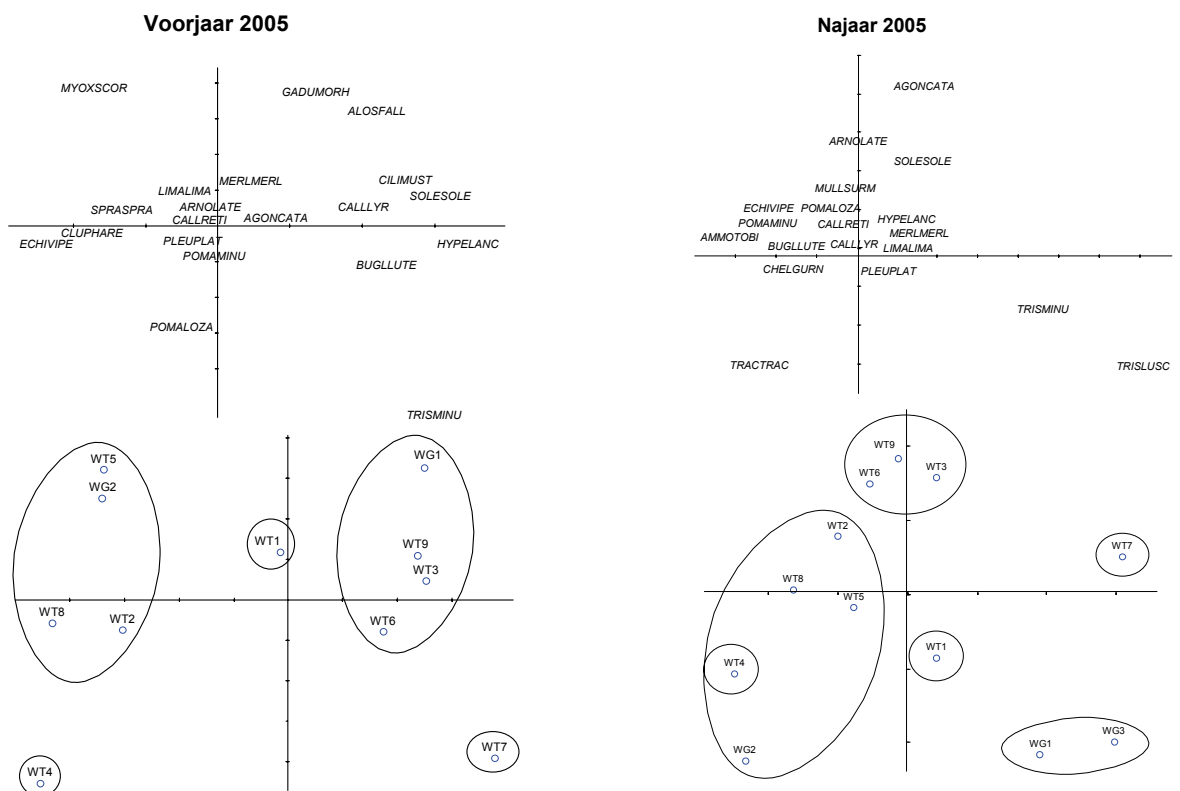 Voorjaar 2005
MYOXSCOR
GADUMORH
ALOSFALL
MERLMERL
CILIMUST
LIMALIMA
SOLESOLE
SPRASPRA
ARNOLATE
CALLLYR
CALLRETI
AGONCATA
CLUPHARE
ECHIVIPE
PLEUPLAT
HYPELANC
POMAMINU
BUGLLUTE
POMALOZA
TRISMINU
WT5
WG1
WG2
WT1
WT9
WT3
WT8
WT2
WT6
WT7
WT4
Najaar 2005
AGONCATA
ARNOLATE
SOLESOLE
MULLSURM
ECHIVIPE POMALOZA
POMAMINU
CALLRETI
HYPELANC
AMMOTOBI
MERLMERL
BUGLLUTE
CALLLYR
LIMALIMA
CHELGURN
PLEUPLAT
TRISMINU
TRACTRAC
TRISLUSC
WT9
WT6
WT3
WT2
WT7
WT8
WT5
WT1
WT4
WG3
WG1
WG2